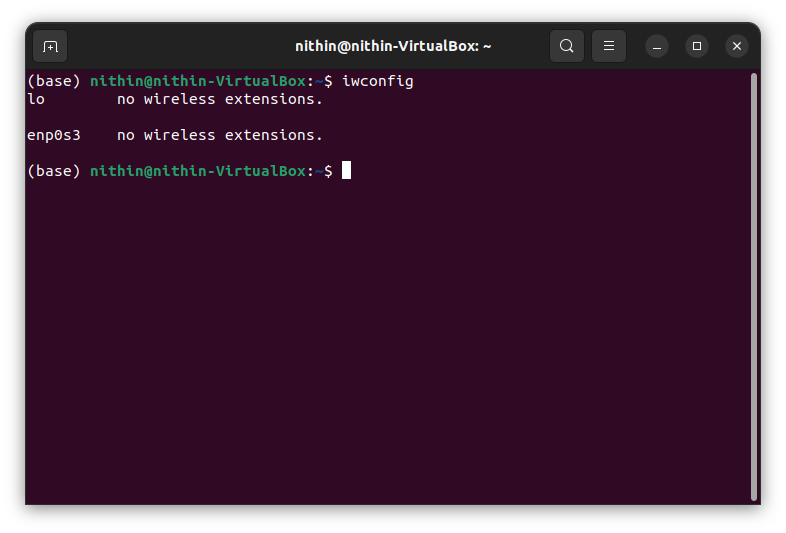 nithin@nithin-VirtualBox: ~
(base) nithin@nithin-VirtualBox:~$ iwconfig
lo        no wireless extensions.
enp0s3    no wireless extensions.
(base) nithin@nithin-VirtualBox:~$